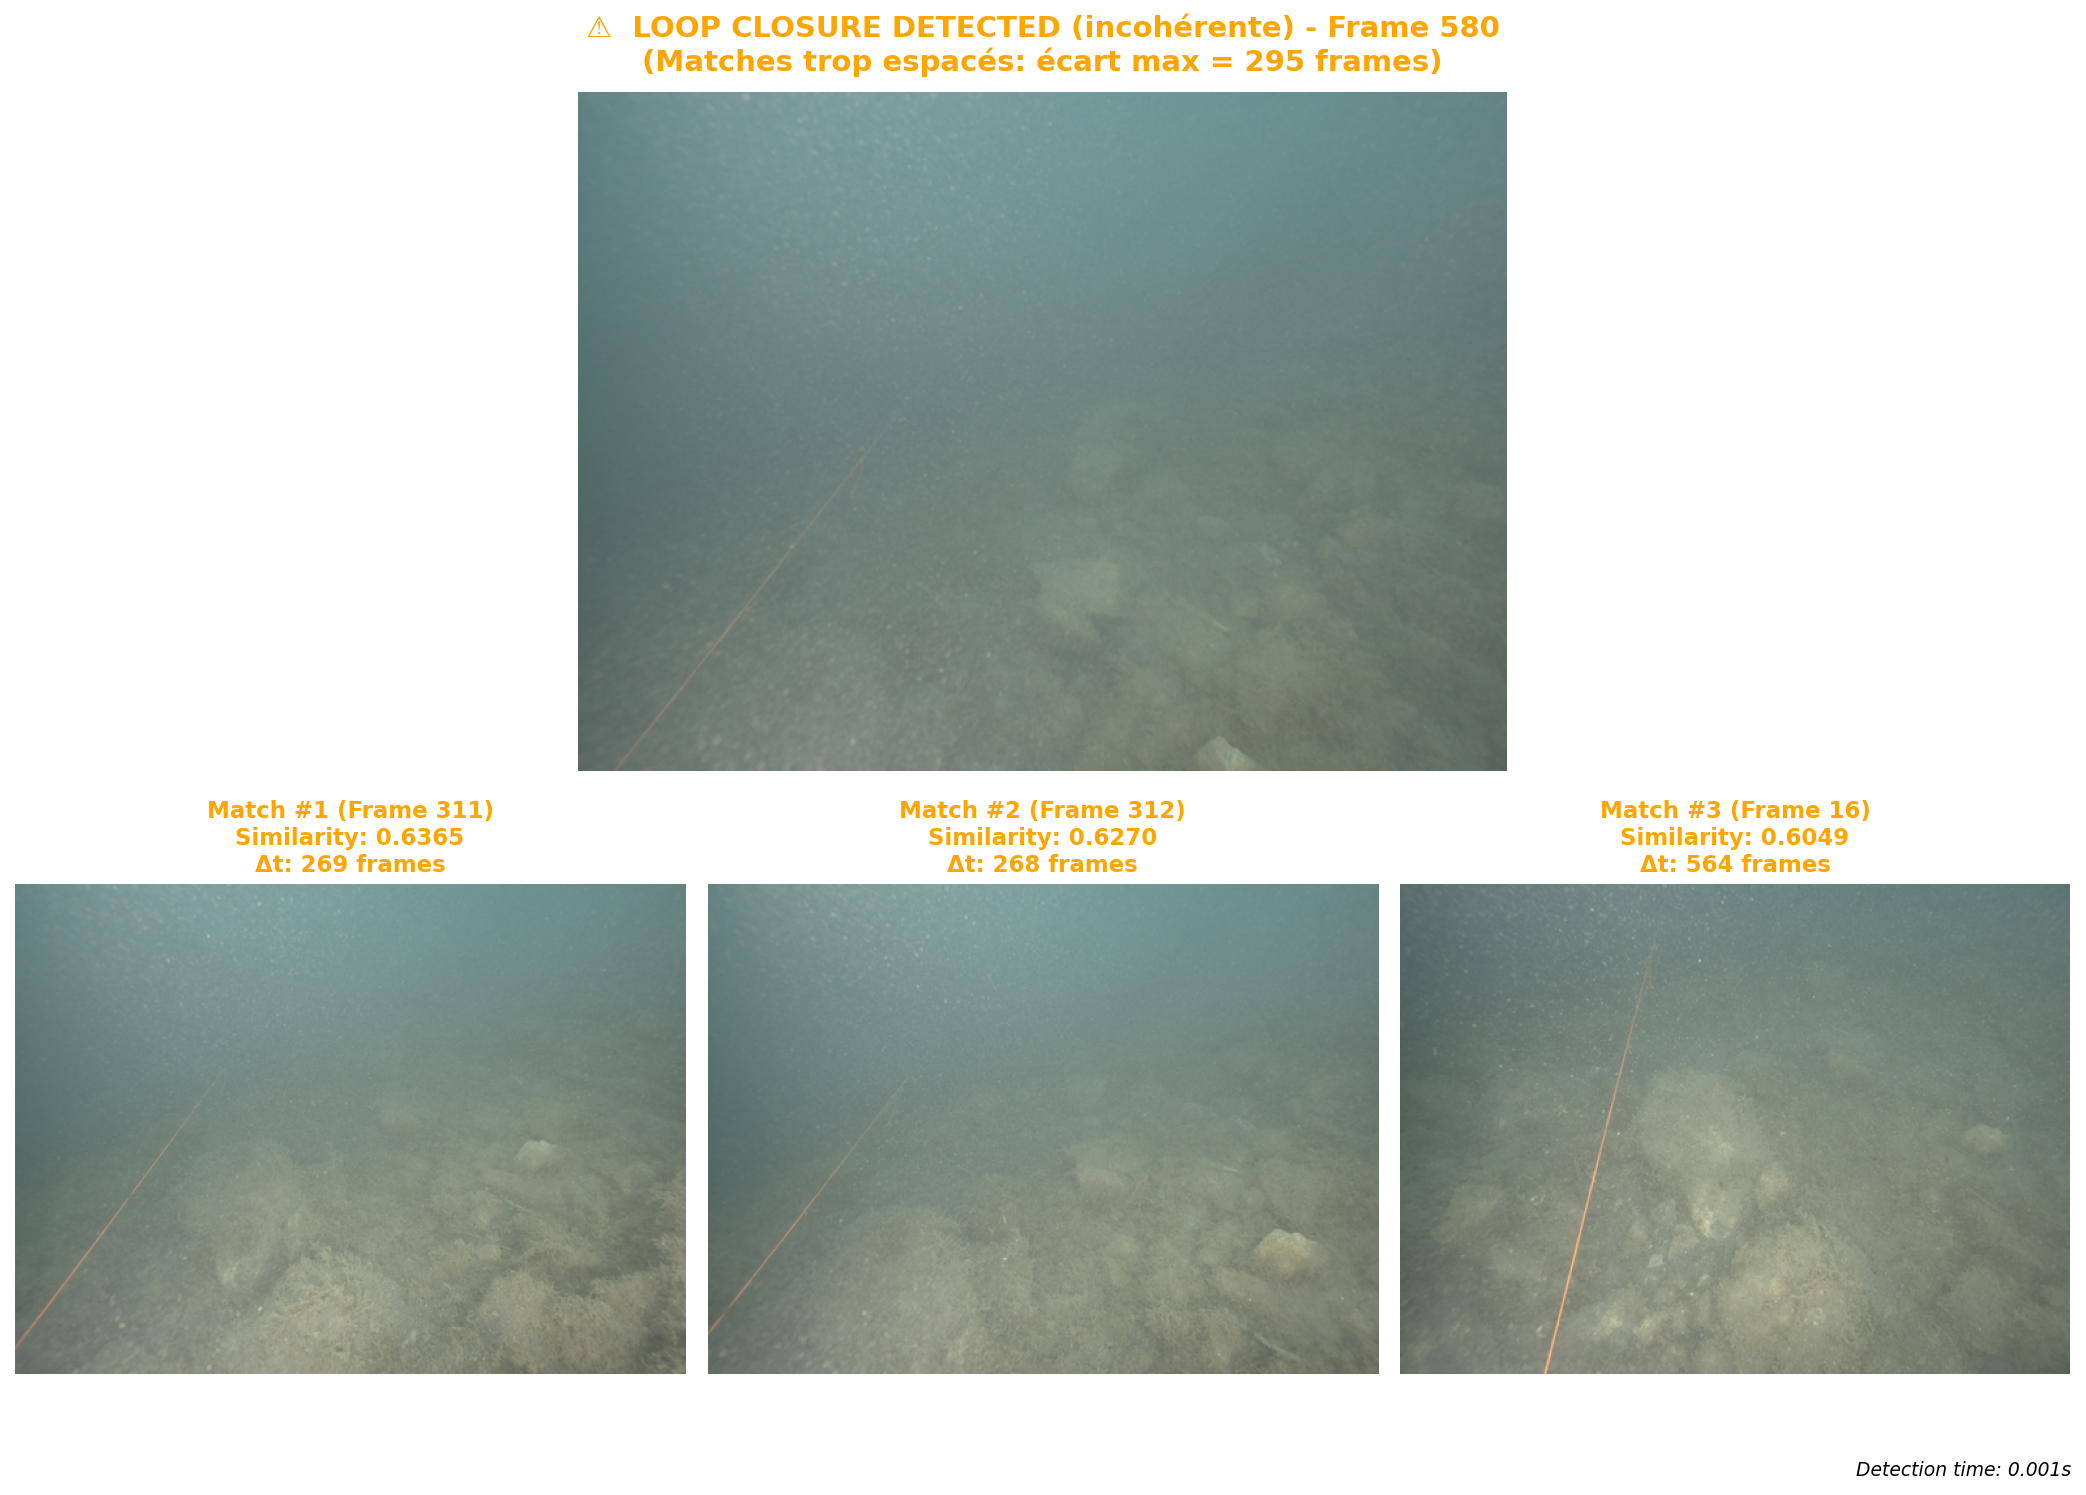 ⚠ LOOP CLOSURE DETECTED (incohérente) - Frame 580
(Matches trop espacés: écart max = 295 frames)
Match #1 (Frame 311)
Similarity: 0.6365
Δt: 269 frames
Match #2 (Frame 312)
Similarity: 0.6270
Δt: 268 frames
Match #3 (Frame 16)
Similarity: 0.6049
Δt: 564 frames
Detection time: 0.001s